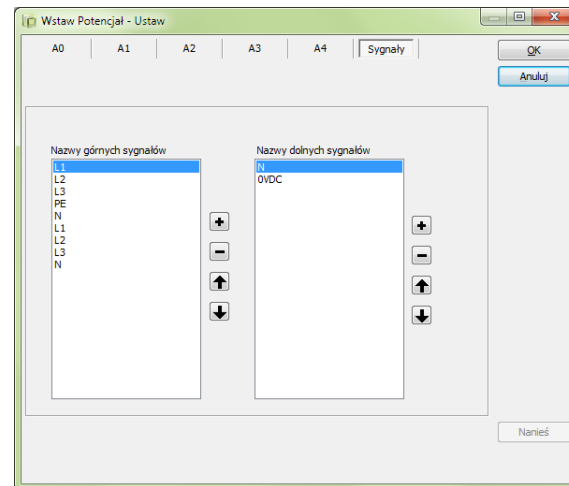 Wstaw Potencjał - Ustaw
A0 A1 A2 A3 A4 Sygnały
OK
Anuluj
Nazwy górnych sygnałów
L1
L2
L3
PE
N
L1
L2
L3
N
Nazwy dolnych sygnałów
N
0VDC
Nanieś